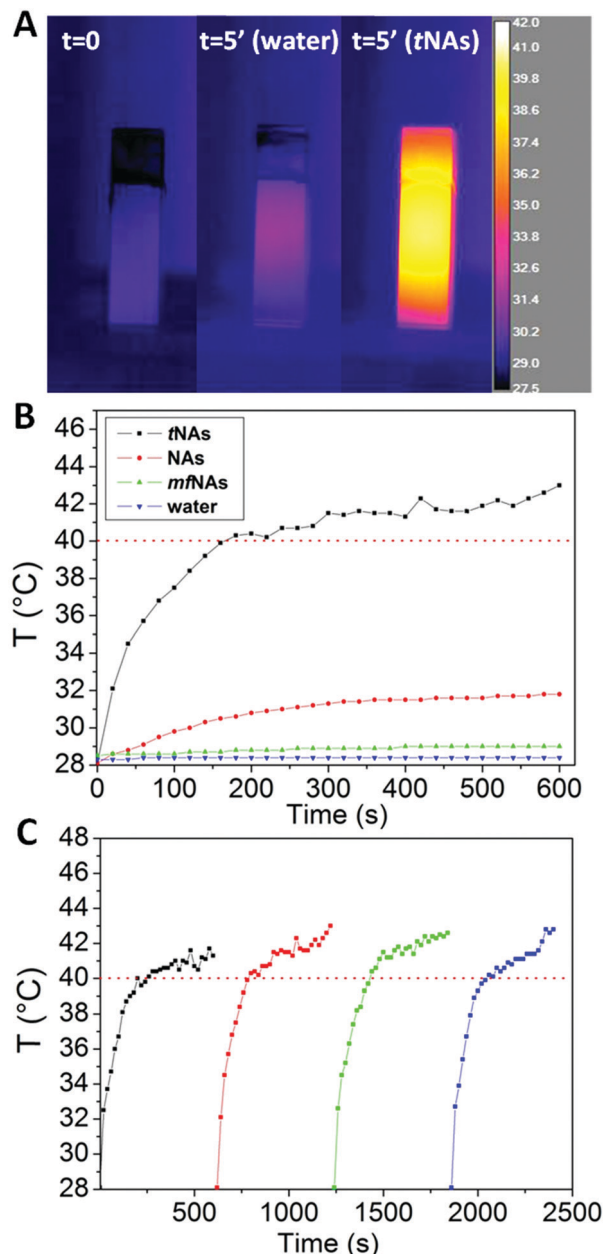 A
t=0
t=5’ (water)
t=5’ (tNAs)
42.0
41.0
39.8
38.6
37.4
36.2
35.0
33.8
32.6
31.4
30.2
29.0
27.5
B
46
44
42
40
38
36
34
32
30
28
T (°C)
tNAs
NAs
mfNAs
water
0 100 200 300 400 500 600
Time (s)
C
48
46
44
42
40
38
36
34
32
30
28
T (°C)
500 1000 1500 2000 2500
Time (s)